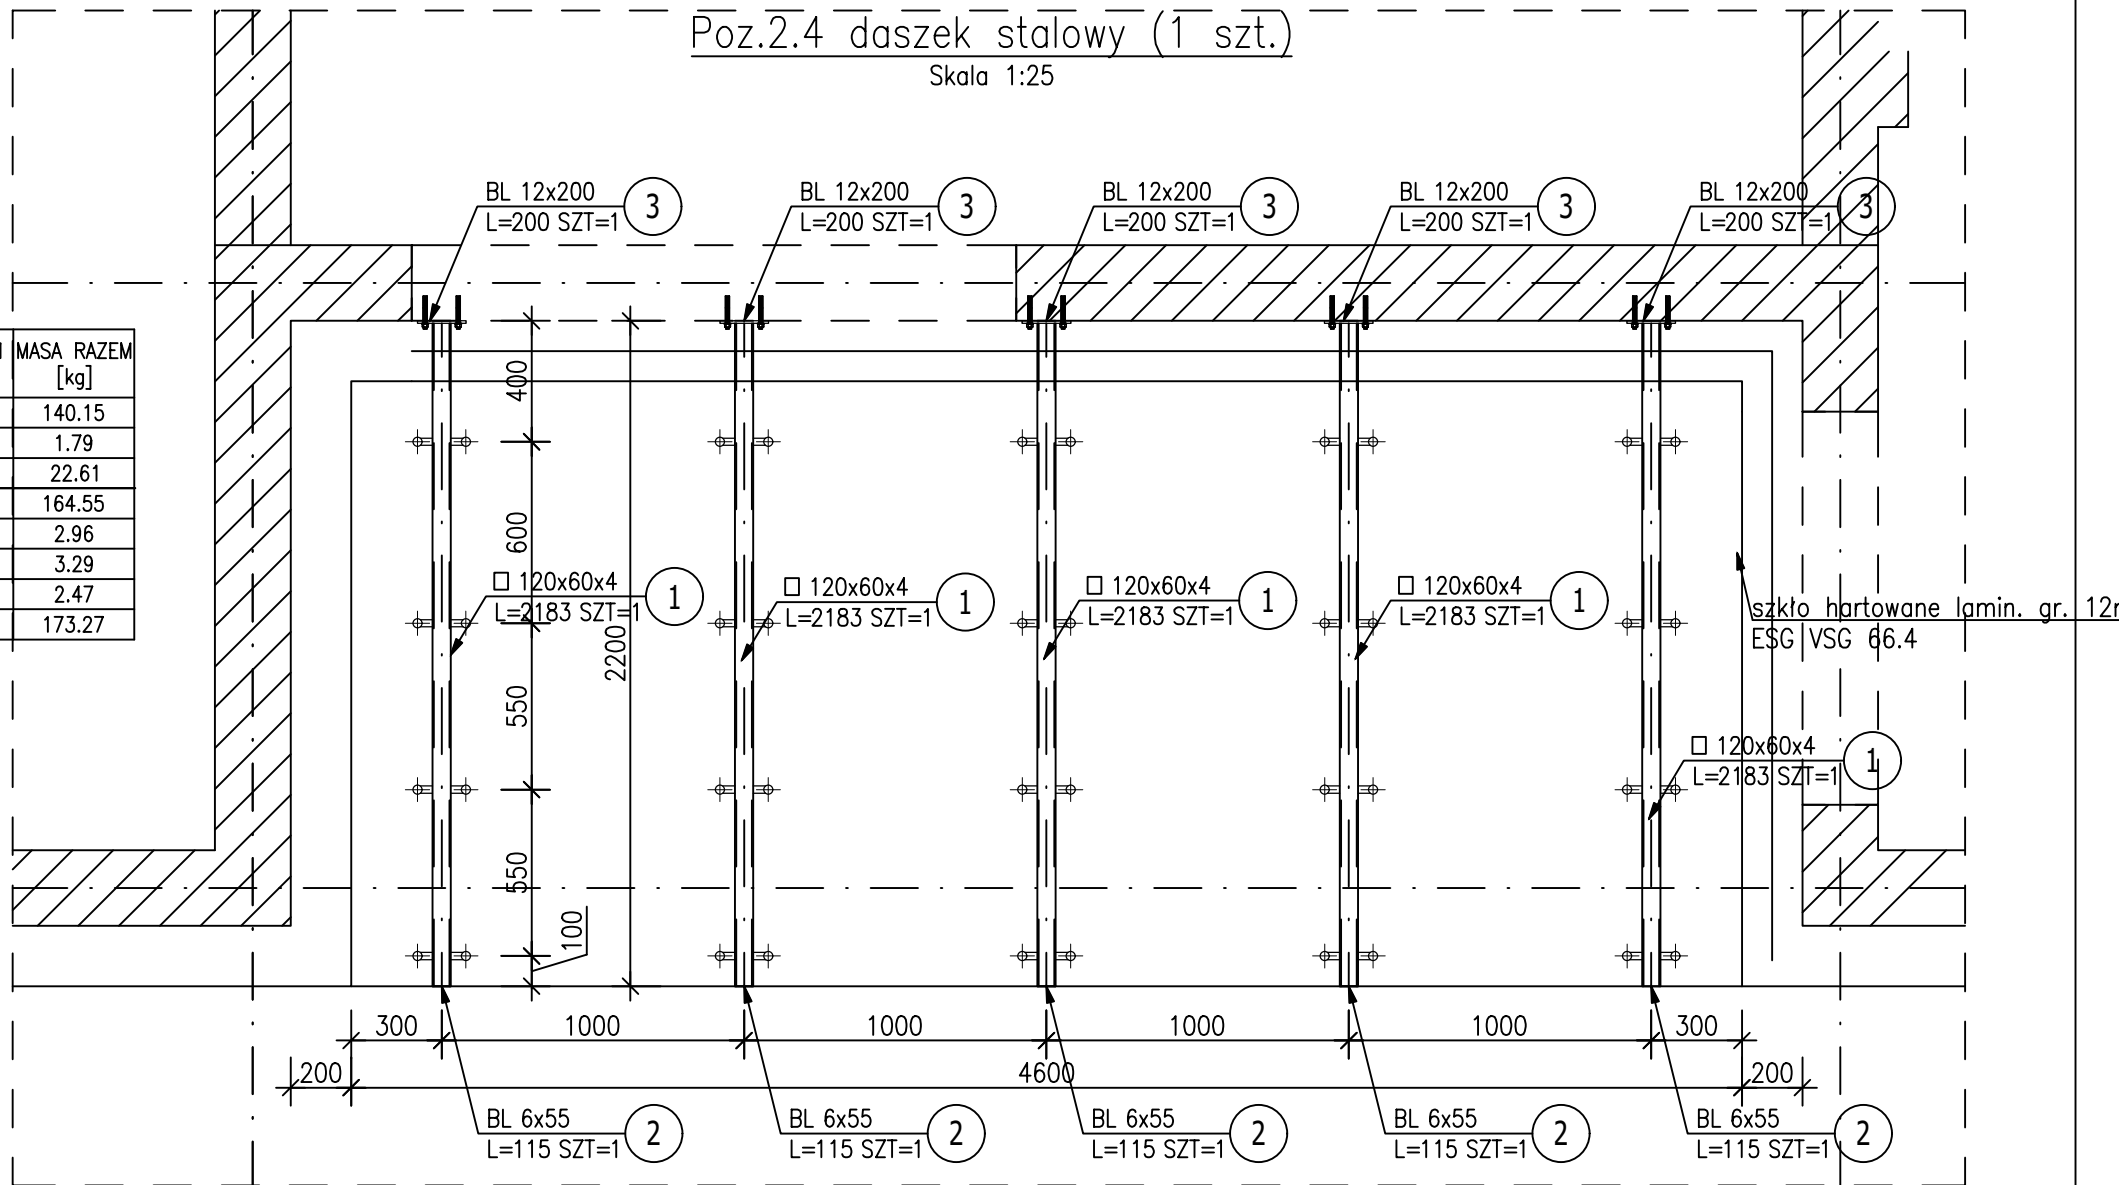 Poz.2.4 daszek stalowy (1 szt.)
Skala 1:25
BL 12x200
L=200 SZT=1
3
BL 12x200
L=200 SZT=1
3
BL 12x200
L=200 SZT=1
3
BL 12x200
L=200 SZT=1
3
BL 12x200
L=200 SZT=1
3
MASA RAZEM
[kg]
140.15
1.79
22.61
164.55
2.96
3.29
2.47
173.27
400
600
2200
550
550
100
□ 120x60x4
L=2183 SZT=1
1
□ 120x60x4
L=2183 SZT=1
1
□ 120x60x4
L=2183 SZT=1
1
□ 120x60x4
L=2183 SZT=1
1
szkło hartowane lamin. gr.
ESG VSG 66.4
□ 120x60x4
L=2183 SZT=1
1
300 1000 1000 1000 1000 300
200 4600 200
BL 6x55
L=115 SZT=1
2
BL 6x55
L=115 SZT=1
2
BL 6x55
L=115 SZT=1
2
BL 6x55
L=115 SZT=1
2
BL 6x55
L=115 SZT=1
2